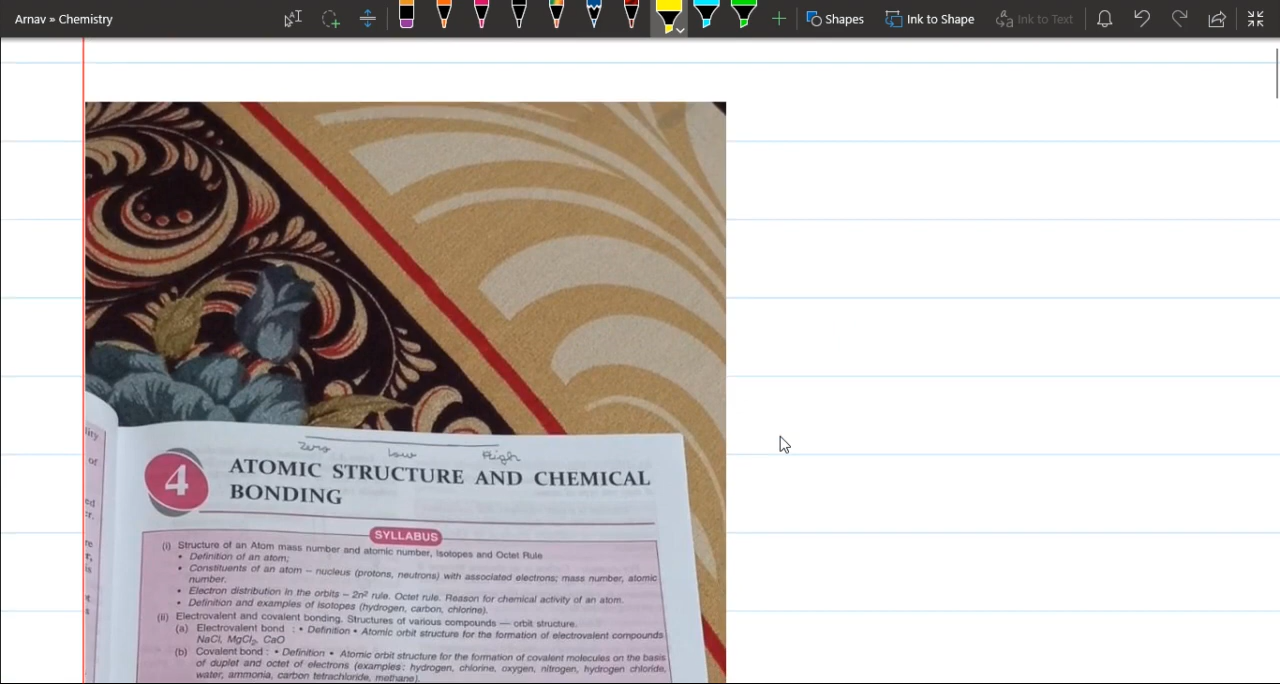 Arnav » Chemistry
Shapes
Ink to Shape
Ink to Text
Zero low High
4
ATOMIC STRUCTURE AND CHEMICAL
BONDING
SYLLABUS
(i) Structure of an Atom mass number and atomic number, Isotopes and Octet Rule
• Definition of an atom;
• Constituents of an atom – nucleus (protons, neutrons) with associated electrons; mass number, atomic
number.
• Electron distribution in the orbits – 2n² rule. Octet rule. Reason for chemical activity of an atom.
• Definition and examples of isotopes (hydrogen, carbon, chlorine).
(ii) Electrovalent and covalent bonding. Structures of various compounds — orbit structure.
(a) Electrovalent bond : • Definition • Atomic orbit structure for the formation of electrovalent compounds
NaCl, MgCl₂, CaO
(b) Covalent bond : • Definition • Atomic orbit structure for the formation of covalent molecules on the basis
of duplet and octet of electrons (examples: hydrogen, chlorine, oxygen, nitrogen, hydrogen chloride,
water, ammonia, carbon tetrachloride, methane).